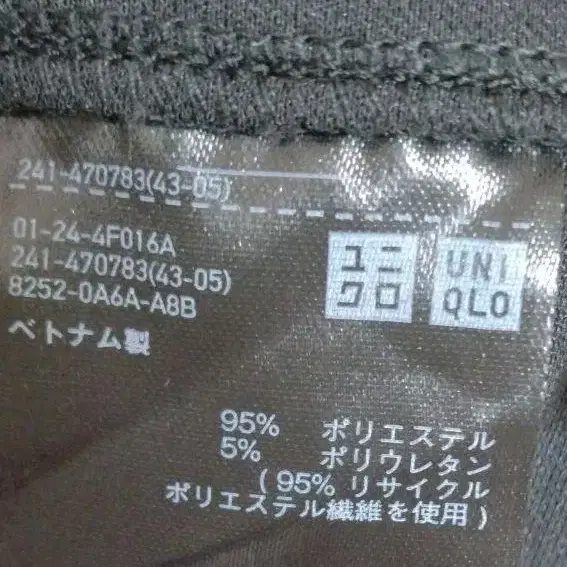 241-470783(43-05)
01-24-4F016A
241-470783(43-05)
8252-0A6A-A8B
ベトナム製
ユニ
クロ
UNI
QLO
95% ポリエステル
5% ポリウレタン
( 95% リサイクル
ポリエステル繊維を使用 )